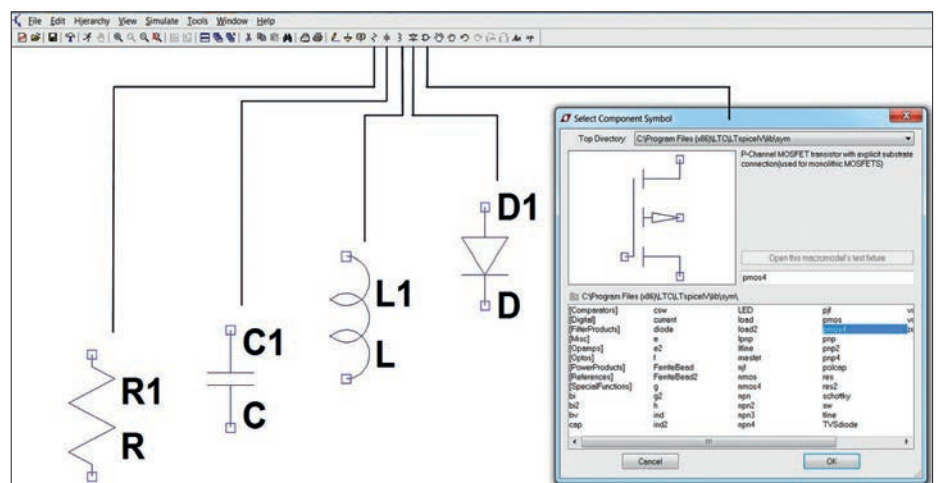 File Edit Hierarchy View Simulate Tools Window Help
R1
R
C1
C
L1
L
D1
D
Select Component Symbol
Top Directory: C:\Program Files (x86)\LTC\LTspiceIV\lib\sym
P-Channel MOSFET transistor with explicit substrate
connection(used for monolithic MOSFETS)
Open this macromodel's test fixture
pmos4
C:\Program Files (x86)\LTC\LTspiceIV\lib\sym\
[Comparators] csw LED pjf
[Digital] current load pmos
[FilterProducts] diode load2 pmos4
[Misc] e lpnp pnp
[Opamps] e2 ltline pnp2
[Optos] f mesfet pnp4
[PowerProducts] FerriteBead njf polcap
[References] FerriteBead2 nmos res
[SpecialFunctions] g nmos4 res2
bi g2 npn schottky
bi2 h npn2 sw
bv ind npn3 tline
cap ind2 npn4 TVSdiode
Cancel OK